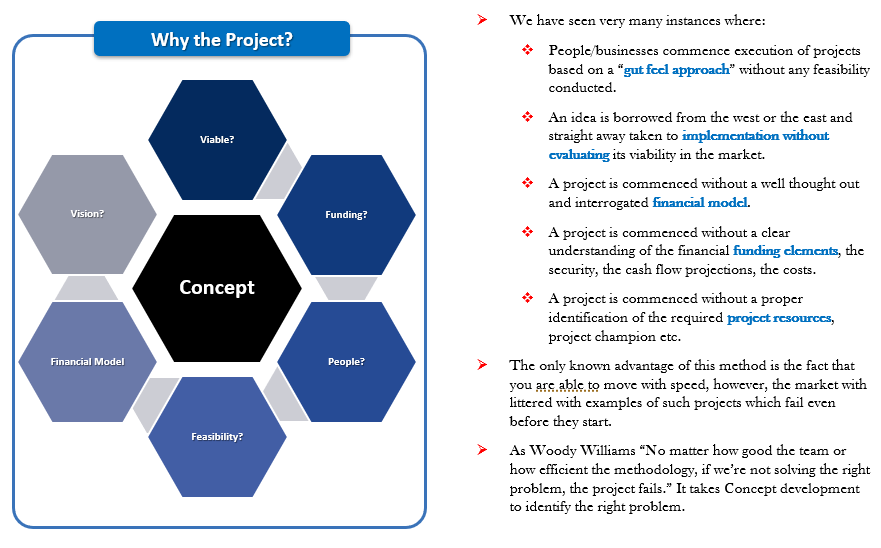 Why the Project?
Viable?
Funding?
People?
Feasibility?
Financial Model
Vision?
Concept
We have seen very many instances where:
People/businesses commence execution of projects
based on a “gut feel approach” without any feasibility
conducted.
An idea is borrowed from the west or the east and
straight away taken to implementation without
evaluating its viability in the market.
A project is commenced without a well thought out
and interrogated financial model.
A project is commenced without a clear
understanding of the financial funding elements, the
security, the cash flow projections, the costs.
A project is commenced without a proper
identification of the required project resources,
project champion etc.
The only known advantage of this method is the fact that
you are able to move with speed, however, the market with
littered with examples of such projects which fail even
before they start.
As Woody Williams “No matter how good the team or
how efficient the methodology, if we’re not solving the right
problem, the project fails.” It takes Concept development
to identify the right problem.